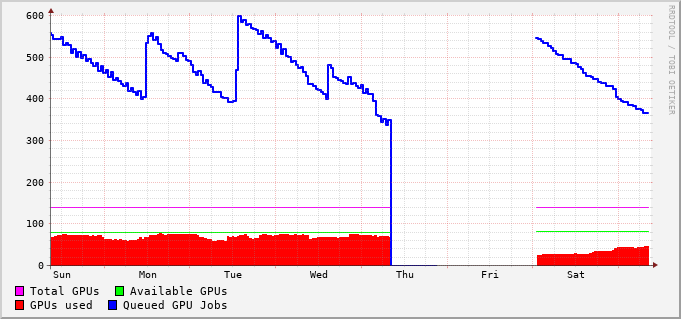 600
500
400
300
200
100
0
Sun Mon Tue Wed Thu Fri Sat
Total GPUs Available GPUs
GPUs used Queued GPU Jobs
RRDTOOL / TOBI OETIKER